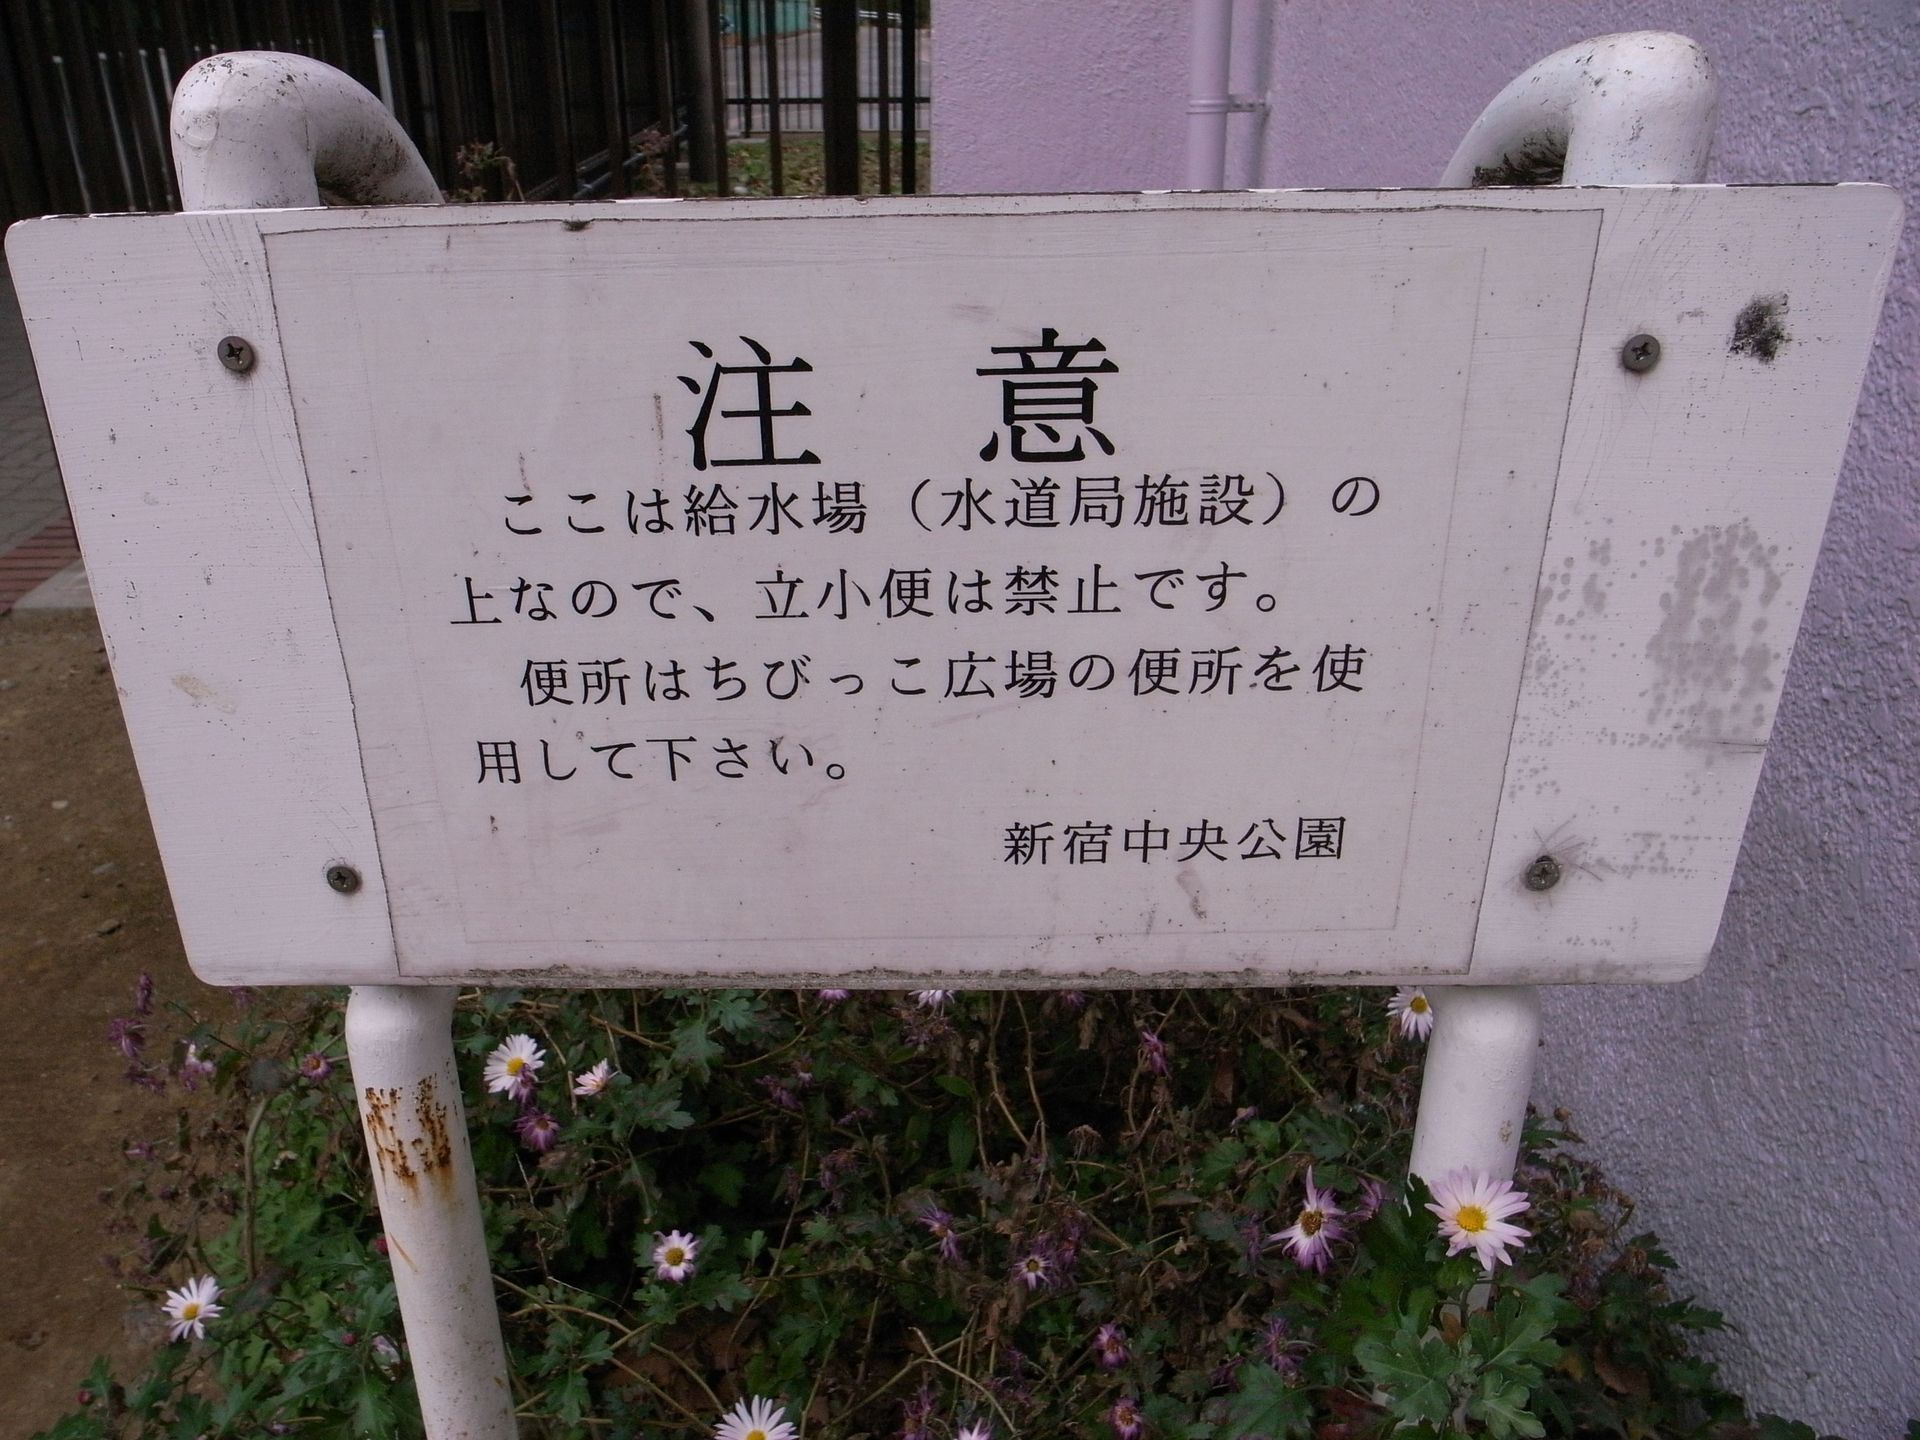 注意
ここは給水場（水道局施設）の
上なので、立小便は禁止です。
便所はちびっこ広場の便所を使
用して下さい。
新宿中央公園